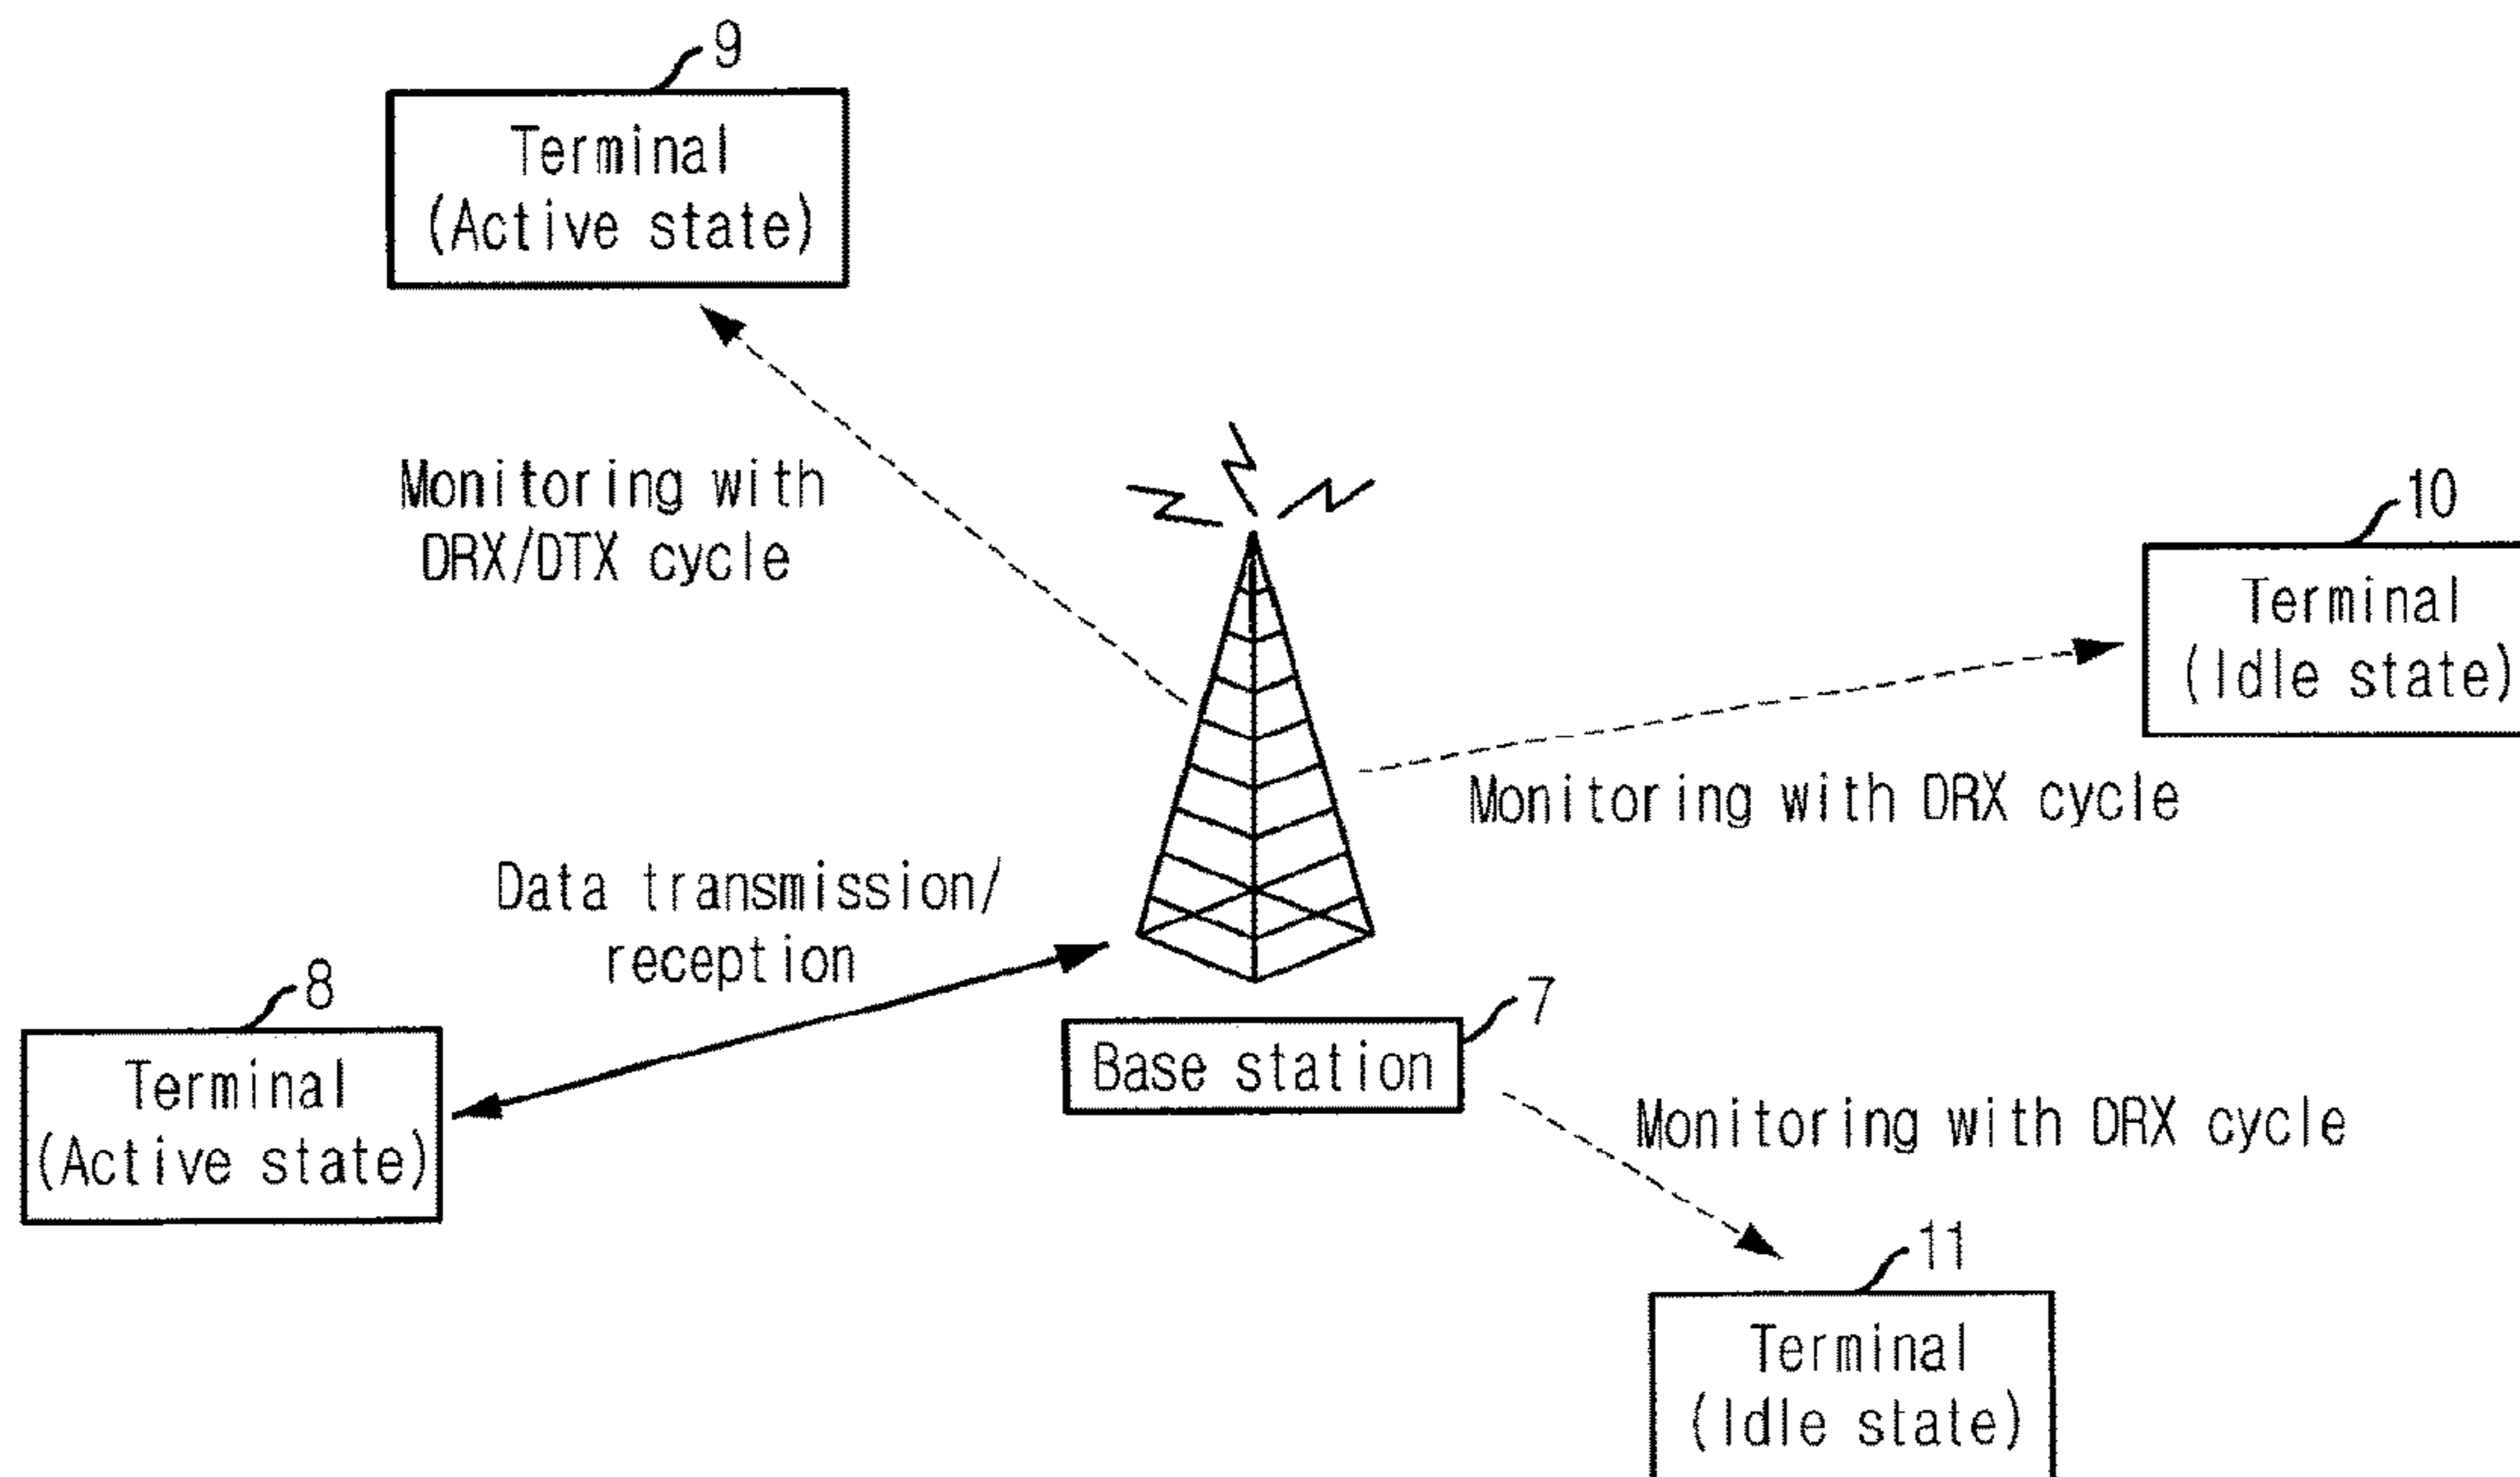 9
Terminal
(Active state)
Monitoring with
DRX/DTX cycle
10
Terminal
(Idle state)
Monitoring with DRX cycle
Data transmission/
reception
8
Terminal
(Active state)
7
Base station
Monitoring with DRX cycle
11
Terminal
(Idle state)